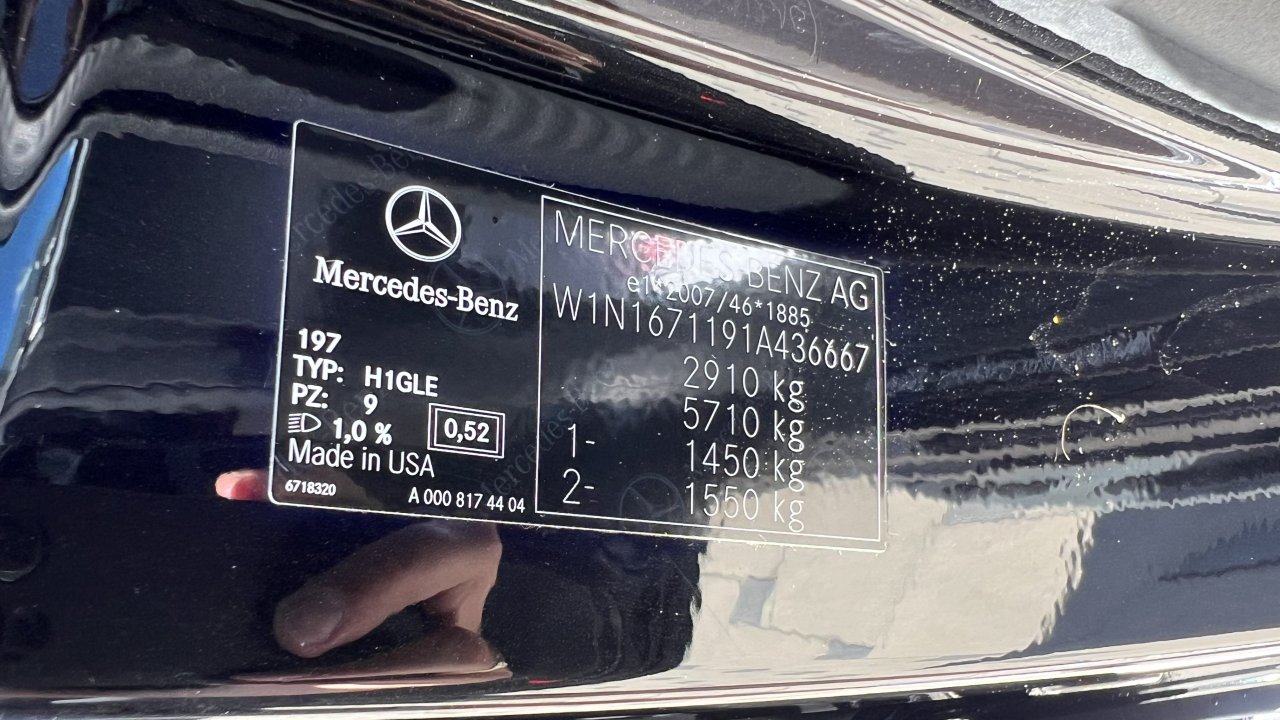 Mercedes-Benz
197
TYP: H1GLE
PZ: 9
1,0 %
0,52
Made in USA
6718320
A 000 817 44 04
MERCEDES-BENZ AG
e1*2007/46*1885
W1N1671191A436667
2910 kg
5710 kg
1- 1450 kg
2- 1550 kg